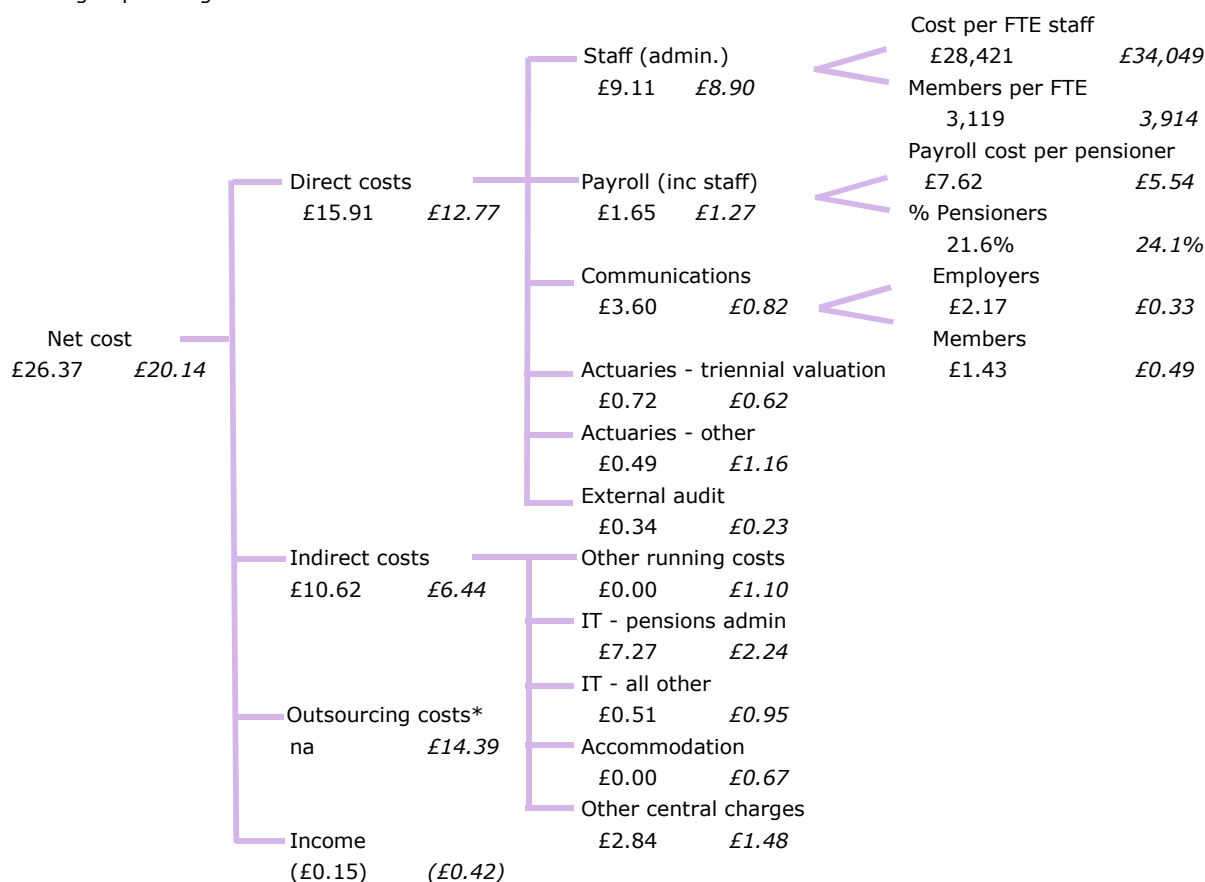 Cost per FTE staff
Staff (admin.) £28,421 £34,049
£9.11 £8.90 Members per FTE
3,119 3,914
Payroll cost per pensioner
Direct costs Payroll (inc staff) £7.62 £5.54
£15.91 £12.77 £1.65 £1.27 % Pensioners
21.6% 24.1%
Communications Employers
£3.60 £0.82 £2.17 £0.33
Net cost Members
£26.37 £20.14 Actuaries - triennial valuation £1.43 £0.49
£0.72 £0.62
Actuaries - other
£0.49 £1.16
External audit
£0.34 £0.23
Indirect costs Other running costs
£10.62 £6.44 £0.00 £1.10
IT - pensions admin
£7.27 £2.24
IT - all other
Outsourcing costs* £0.51 £0.95
na £14.39 Accommodation
£0.00 £0.67
Other central charges
Income £2.84 £1.48
(£0.15) (£0.42)